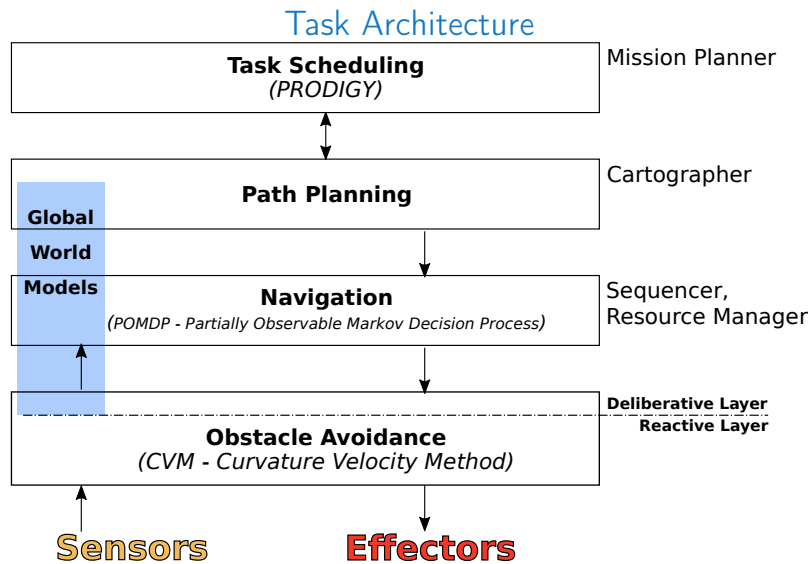 Task Architecture
Task Scheduling
(PRODIGY)
Mission Planner
Path Planning
Cartographer
Global
World
Models
Navigation
(POMDP - Partially Observable Markov Decision Process)
Sequencer,
Resource Manager
Deliberative Layer
Reactive Layer
Obstacle Avoidance
(CVM - Curvature Velocity Method)
Sensors
Effectors